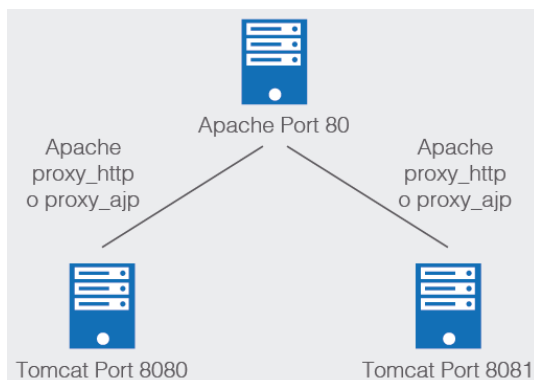 Apache Port 80
Apache
proxy_http
o proxy_ajp
Apache
proxy_http
o proxy_ajp
Tomcat Port 8080
Tomcat Port 8081